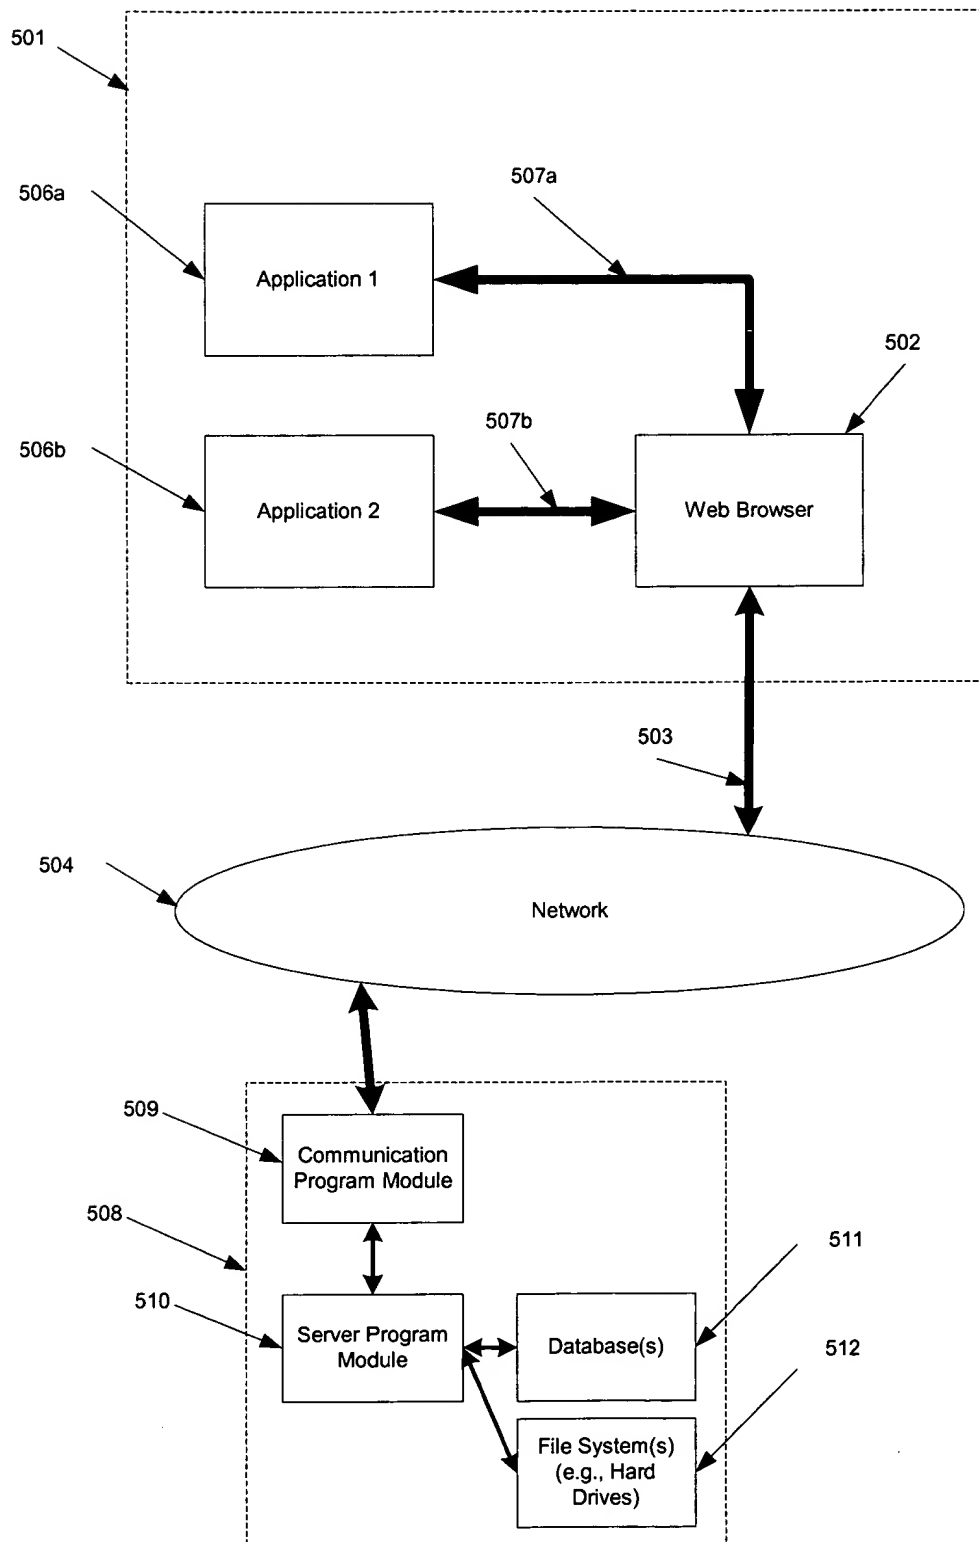 501
506a
507a
Application 1
502
506b
507b
Application 2
Web Browser
503
504
Network
509
Communication
Program Module
508
511
510
Server Program
Module
Database(s)
512
File System(s)
(e.g., Hard
Drives)